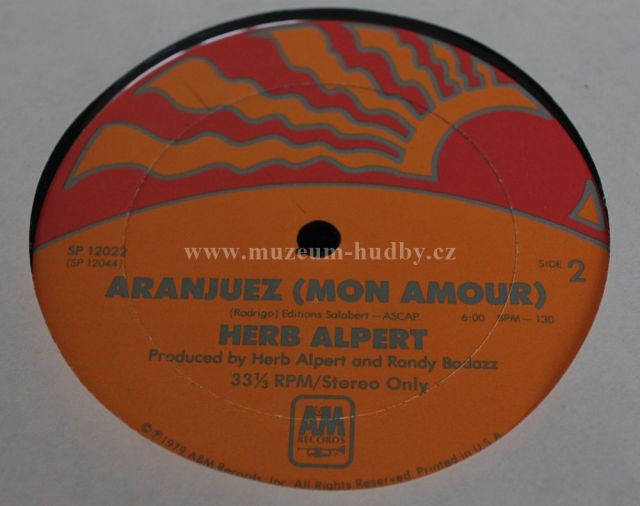 SP 12022
(SP 12044)
www.muzeum-hudby.cz
SIDE 2
ARANJUEZ (MON AMOUR)
(Rodrigo) Editions Salabert — ASCAP 6:00 BPM — 130
HERB ALPERT
Produced by Herb Alpert and Randy Badazz
33⅓ RPM/Stereo Only
A&M
RECORDS
© ℗ 1979 A&M Records, Inc. All Rights Reserved. Printed in U.S.A.